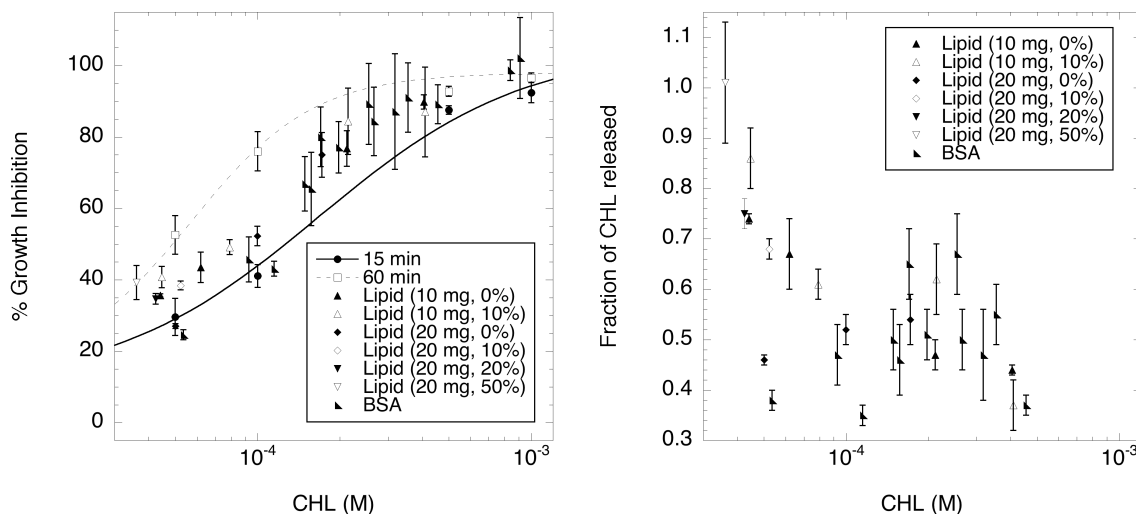 % Growth Inhibition
100
80
60
40
20
0
15 min
60 min
Lipid (10 mg, 0%)
Lipid (10 mg, 10%)
Lipid (20 mg, 0%)
Lipid (20 mg, 10%)
Lipid (20 mg, 20%)
Lipid (20 mg, 50%)
BSA
10⁻⁴
10⁻³
CHL (M)
Fraction of CHL released
1.1
1.0
0.9
0.8
0.7
0.6
0.5
0.4
0.3
Lipid (10 mg, 0%)
Lipid (10 mg, 10%)
Lipid (20 mg, 0%)
Lipid (20 mg, 10%)
Lipid (20 mg, 20%)
Lipid (20 mg, 50%)
BSA
10⁻⁴
10⁻³
CHL (M)